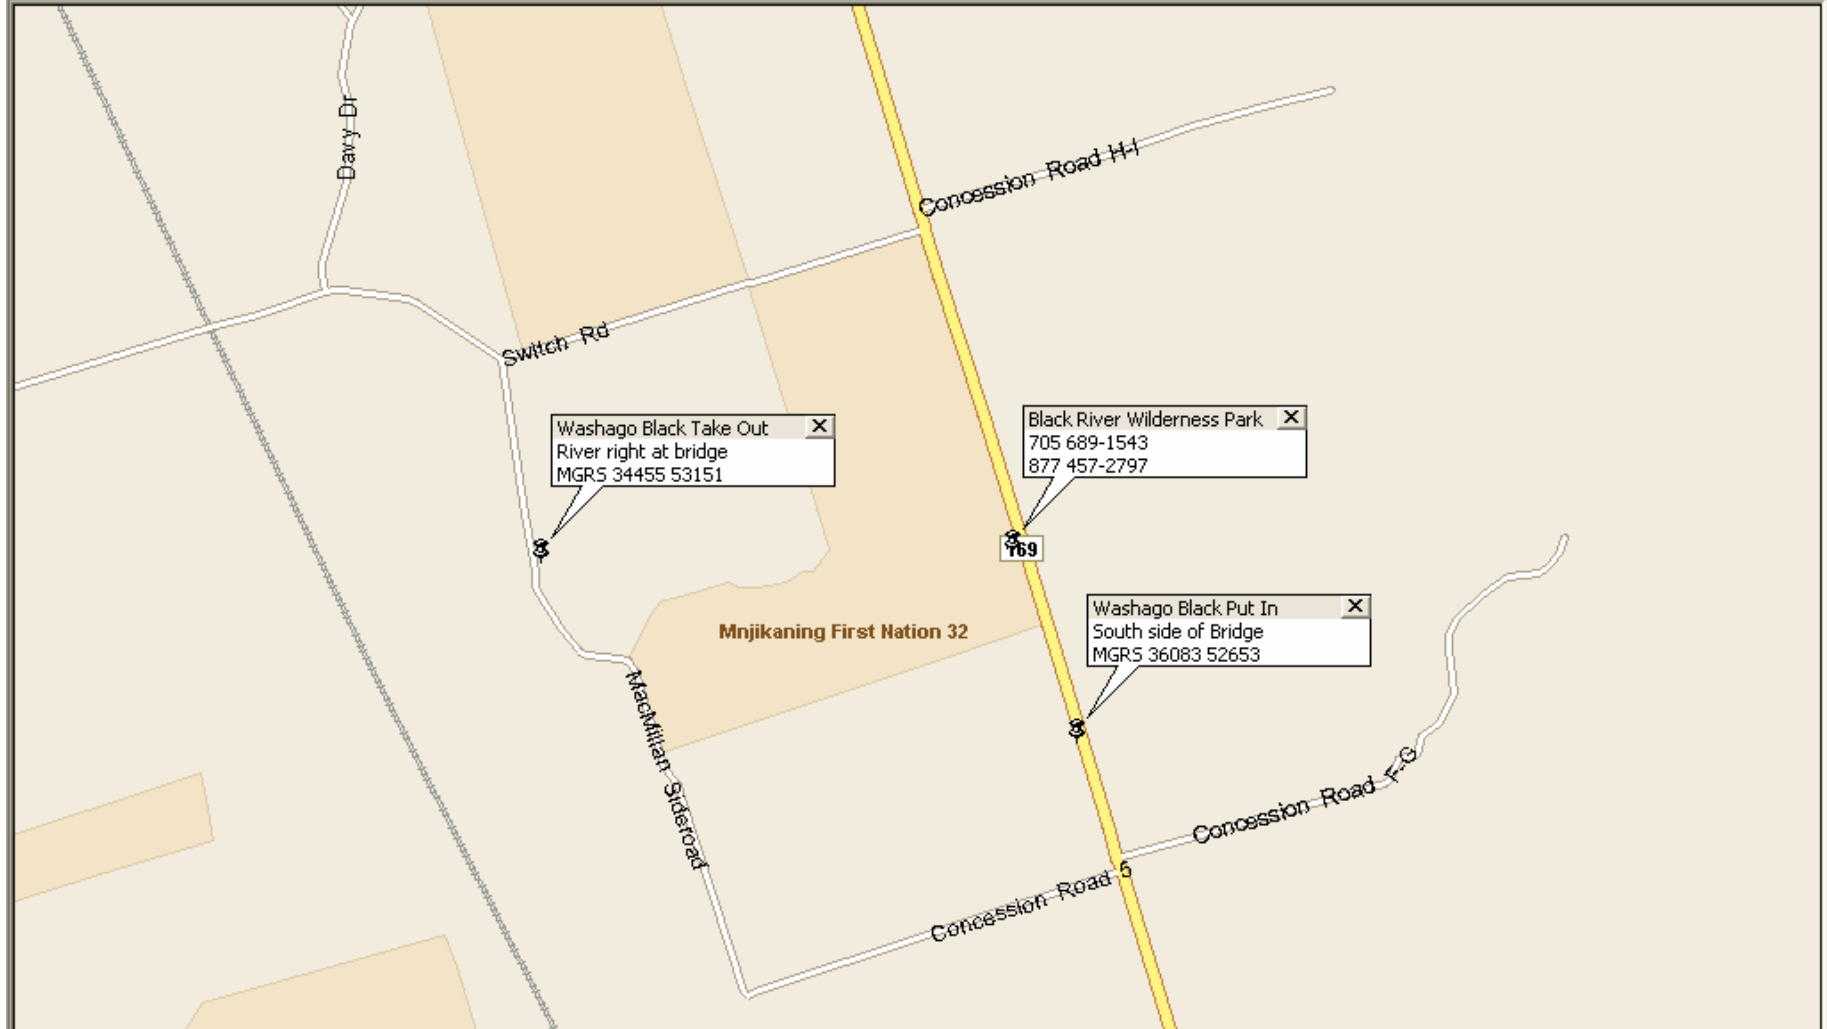 Davy Dr
Concession Road H-I
Switch Rd
Washago Black Take Out
River right at bridge
MGRS 34455 53151
Black River Wilderness Park
705 689-1543
877 457-2797
169
Washago Black Put In
South side of Bridge
MGRS 36083 52653
Mnjikaning First Nation 32
MacMillan Sideroad
Concession Road F-G
Concession Road 5